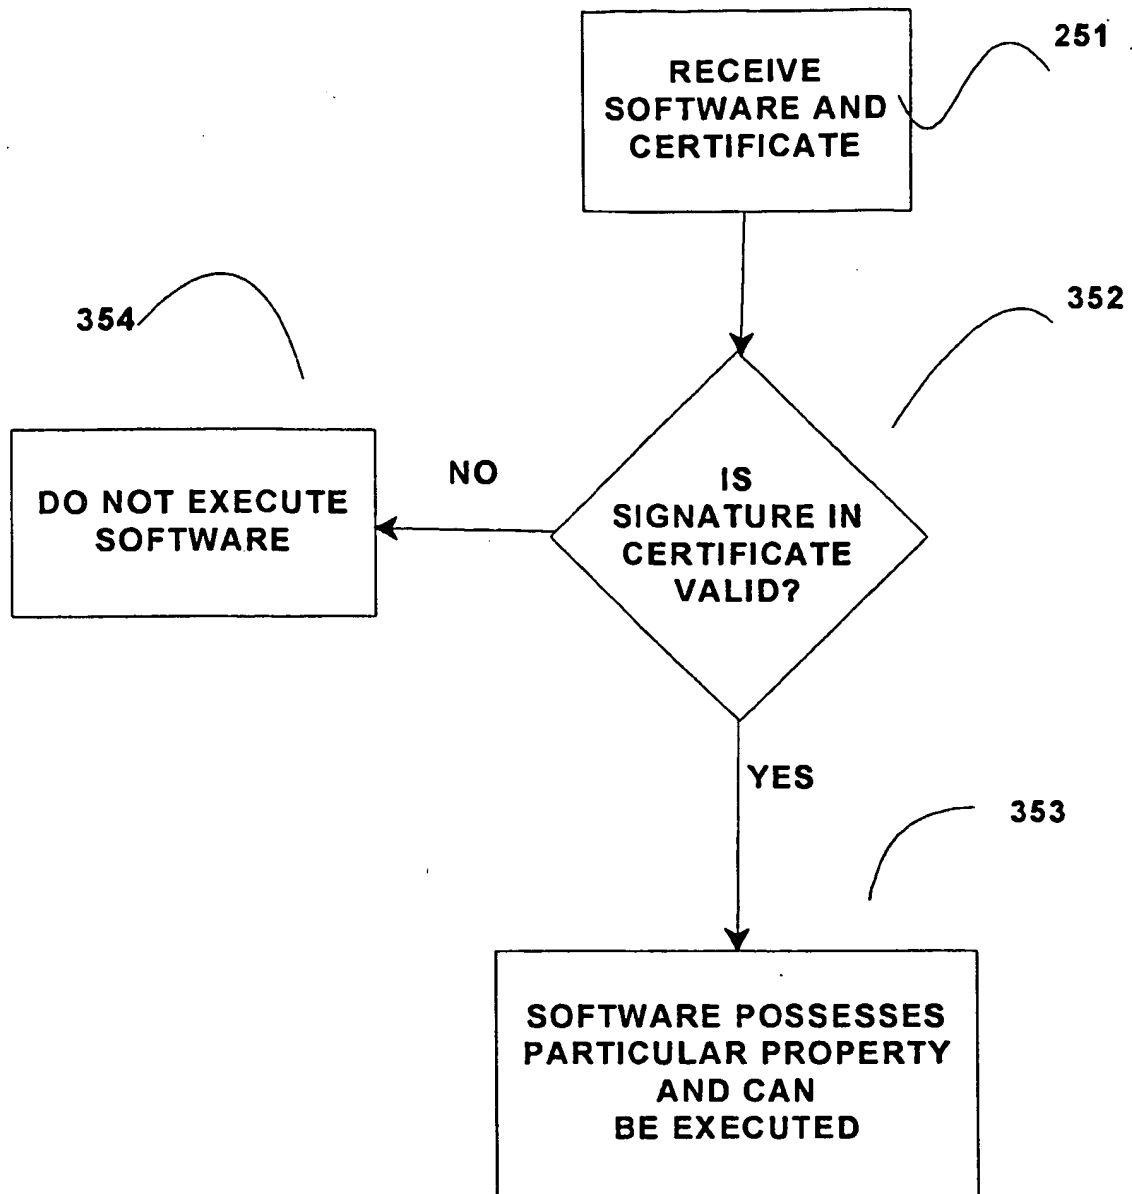 251
RECEIVE
SOFTWARE AND
CERTIFICATE
352
354
NO
IS
SIGNATURE IN
CERTIFICATE
VALID?
DO NOT EXECUTE
SOFTWARE
YES
353
SOFTWARE POSSESSES
PARTICULAR PROPERTY
AND CAN
BE EXECUTED